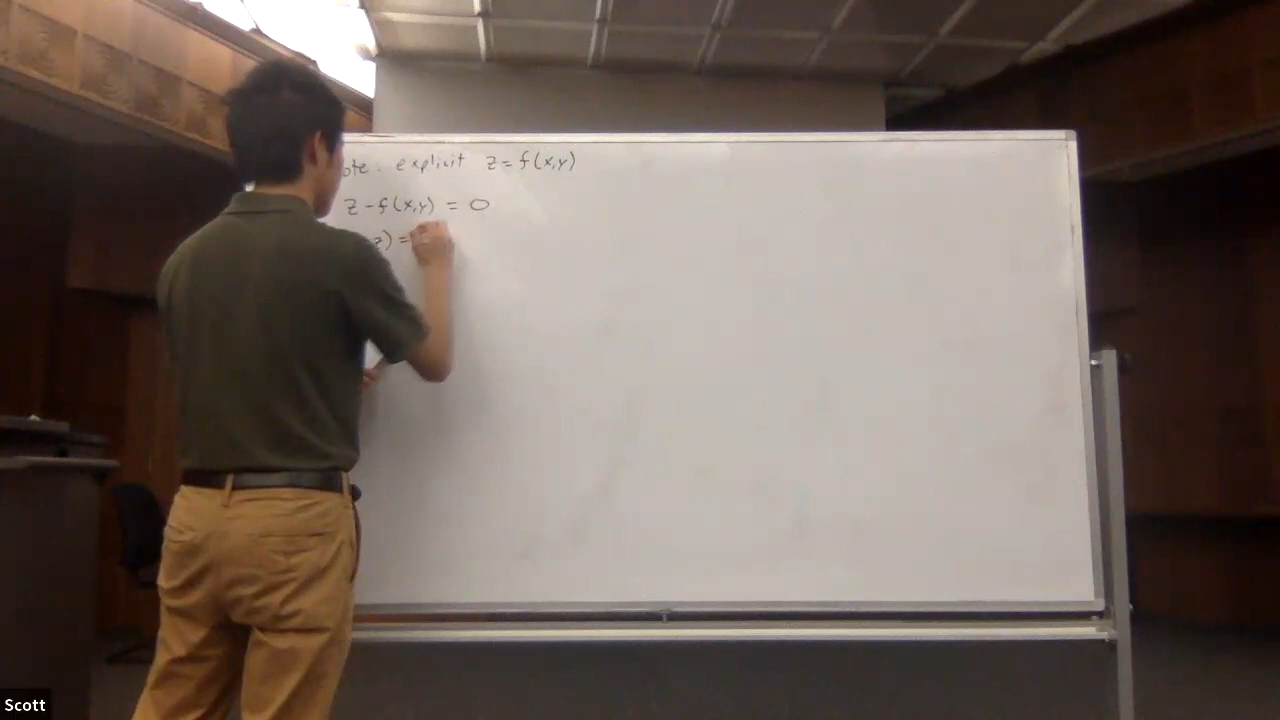 ote: explicit z = f(x,y)
z - f(x,y) = 0
z) =
Scott